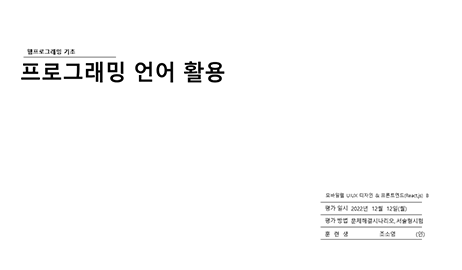 웹프로그래밍 기초
프로그래밍 언어 활용
모바일웹 UI.UX 디자인 & 프론트엔드(React.js) B
평가 일시 2022년 12월 12일(월)
평가 방법 문제해결시나리오, 서술형시험
훈 련 생 조소영 (인)